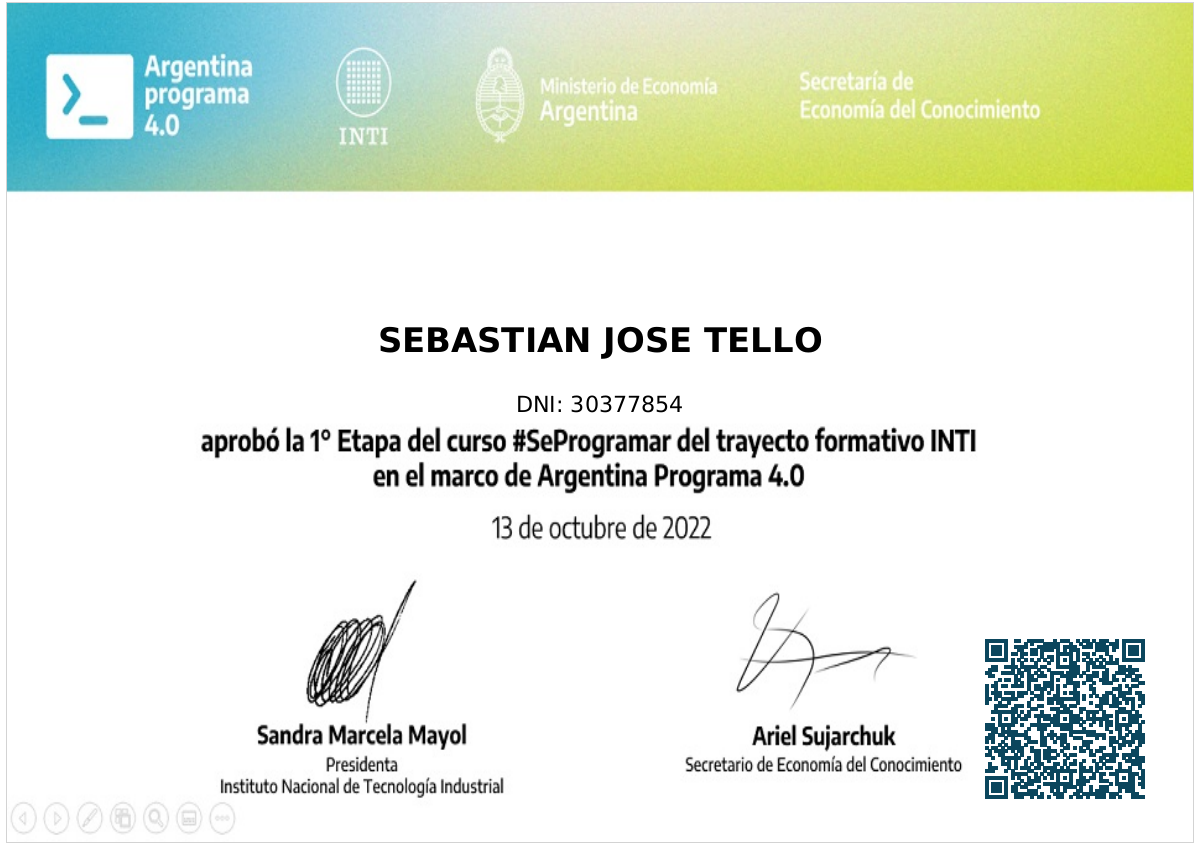 Argentina
programa
4.0
INTI
Ministerio de Economía
Argentina
Secretaría de
Economía del Conocimiento
SEBASTIAN JOSE TELLO
DNI: 30377854
aprobó la 1° Etapa del curso #SeProgramar del trayecto formativo INTI
en el marco de Argentina Programa 4.0
13 de octubre de 2022
Sandra Marcela Mayol
Presidenta
Instituto Nacional de Tecnología Industrial
Ariel Sujarchuk
Secretario de Economía del Conocimiento